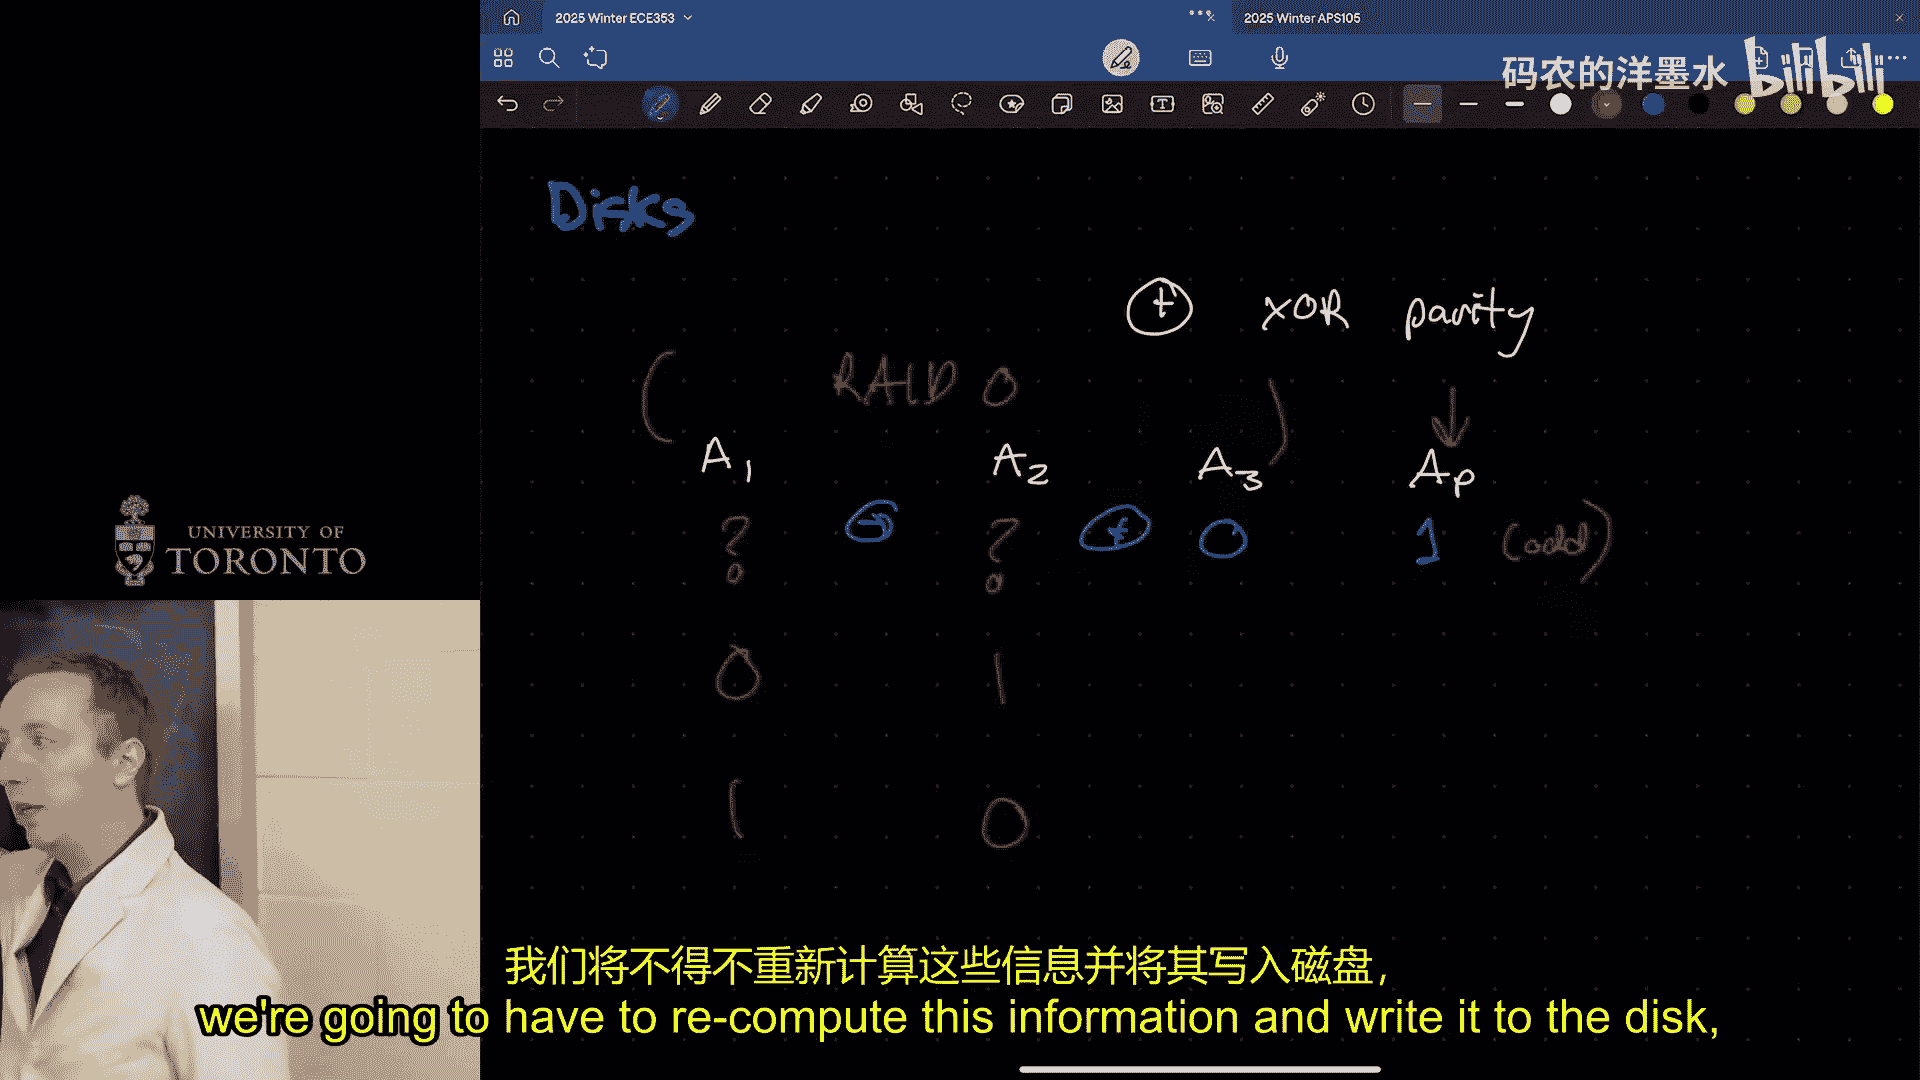 2025 Winter ECE353
2025 Winter APS105
码农的洋墨水 bilibili
Disks
+ XOR parity
( RAID 0 )
A1 A2 A3 Ap
? ? + 0 1 (odd)
0 1
1 0
UNIVERSITY OF
TORONTO
我们将不得不重新计算这些信息并将其写入磁盘，
we're going to have to re-compute this information and write it to the disk,